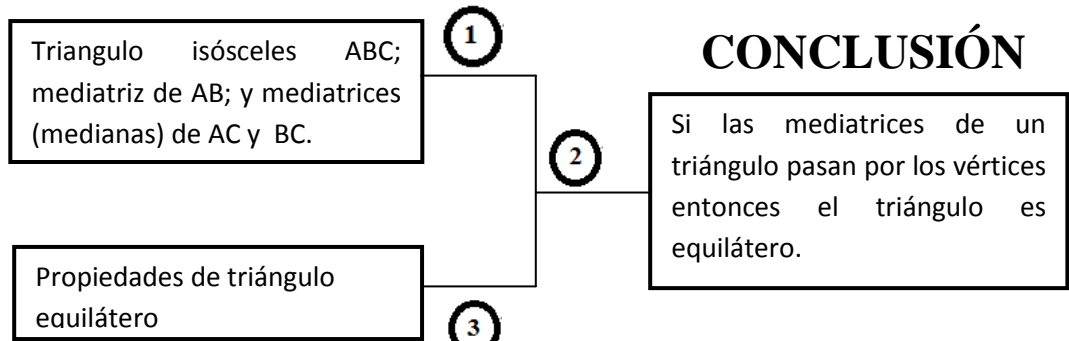 1
Triangulo isósceles ABC;
mediatriz de AB; y mediatrices
(medianas) de AC y BC.
CONCLUSIÓN
2
Si las mediatrices de un
triángulo pasan por los vértices
entonces el triángulo es
equilátero.
Propiedades de triángulo
equilátero
3